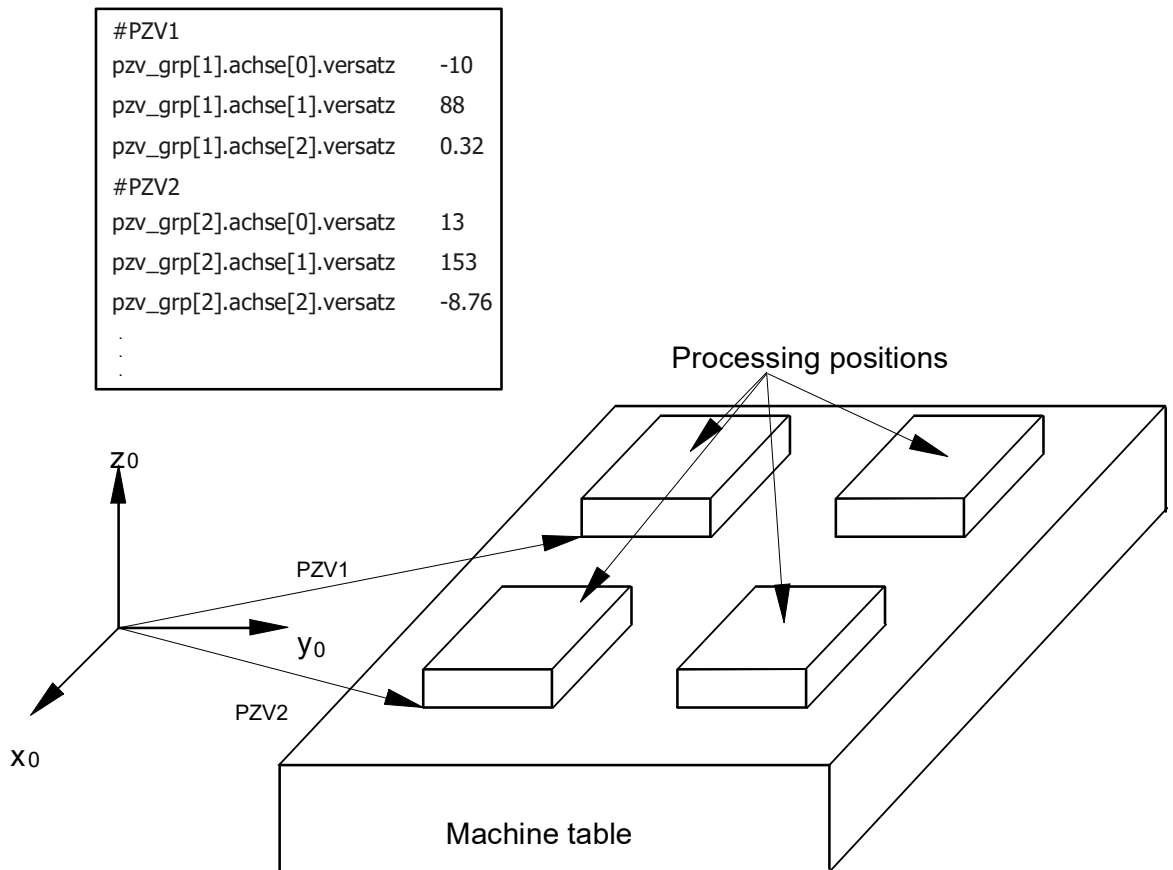 #PZV1
pzv_grp[1].achse[0].versatz -10
pzv_grp[1].achse[1].versatz 88
pzv_grp[1].achse[2].versatz 0.32
#PZV2
pzv_grp[2].achse[0].versatz 13
pzv_grp[2].achse[1].versatz 153
pzv_grp[2].achse[2].versatz -8.76
.
.
.
Processing positions
z0
PZV1
y0
PZV2
x0
Machine table